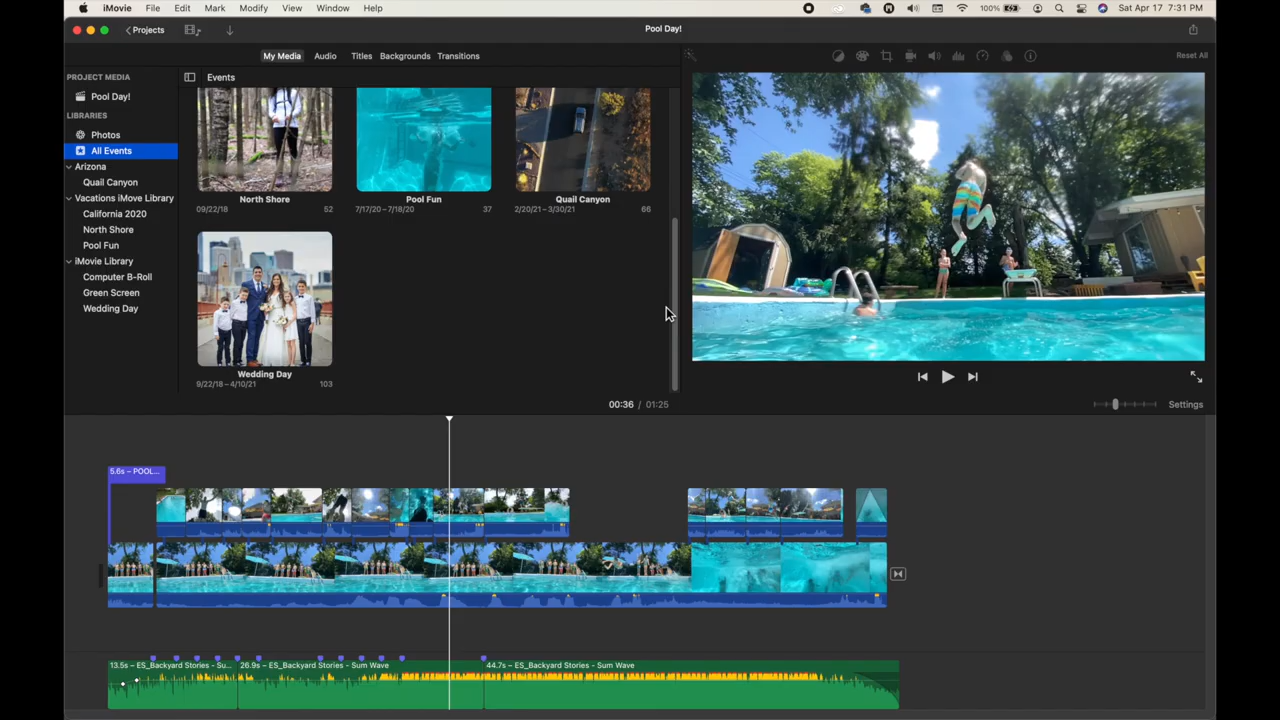 iMovie File Edit Mark Modify View Window Help 100% Sat Apr 17 7:31 PM
Projects Pool Day!
My Media Audio Titles Backgrounds Transitions Reset All
PROJECT MEDIA
Pool Day!
LIBRARIES
Photos
All Events
Arizona
Quail Canyon
Vacations iMove Library
California 2020
North Shore
Pool Fun
iMovie Library
Computer B-Roll
Green Screen
Wedding Day
Events
North Shore Pool Fun Quail Canyon
09/22/18 52 7/17/20 – 7/18/20 37 2/20/21 – 3/30/21 66
Wedding Day
9/22/18 – 4/10/21 103
00:36 / 01:25 Settings
5.6s – POOL...
13.5s – ES_Backyard Stories - Su... 26.9s – ES_Backyard Stories - Sum Wave 44.7s – ES_Backyard Stories - Sum Wave